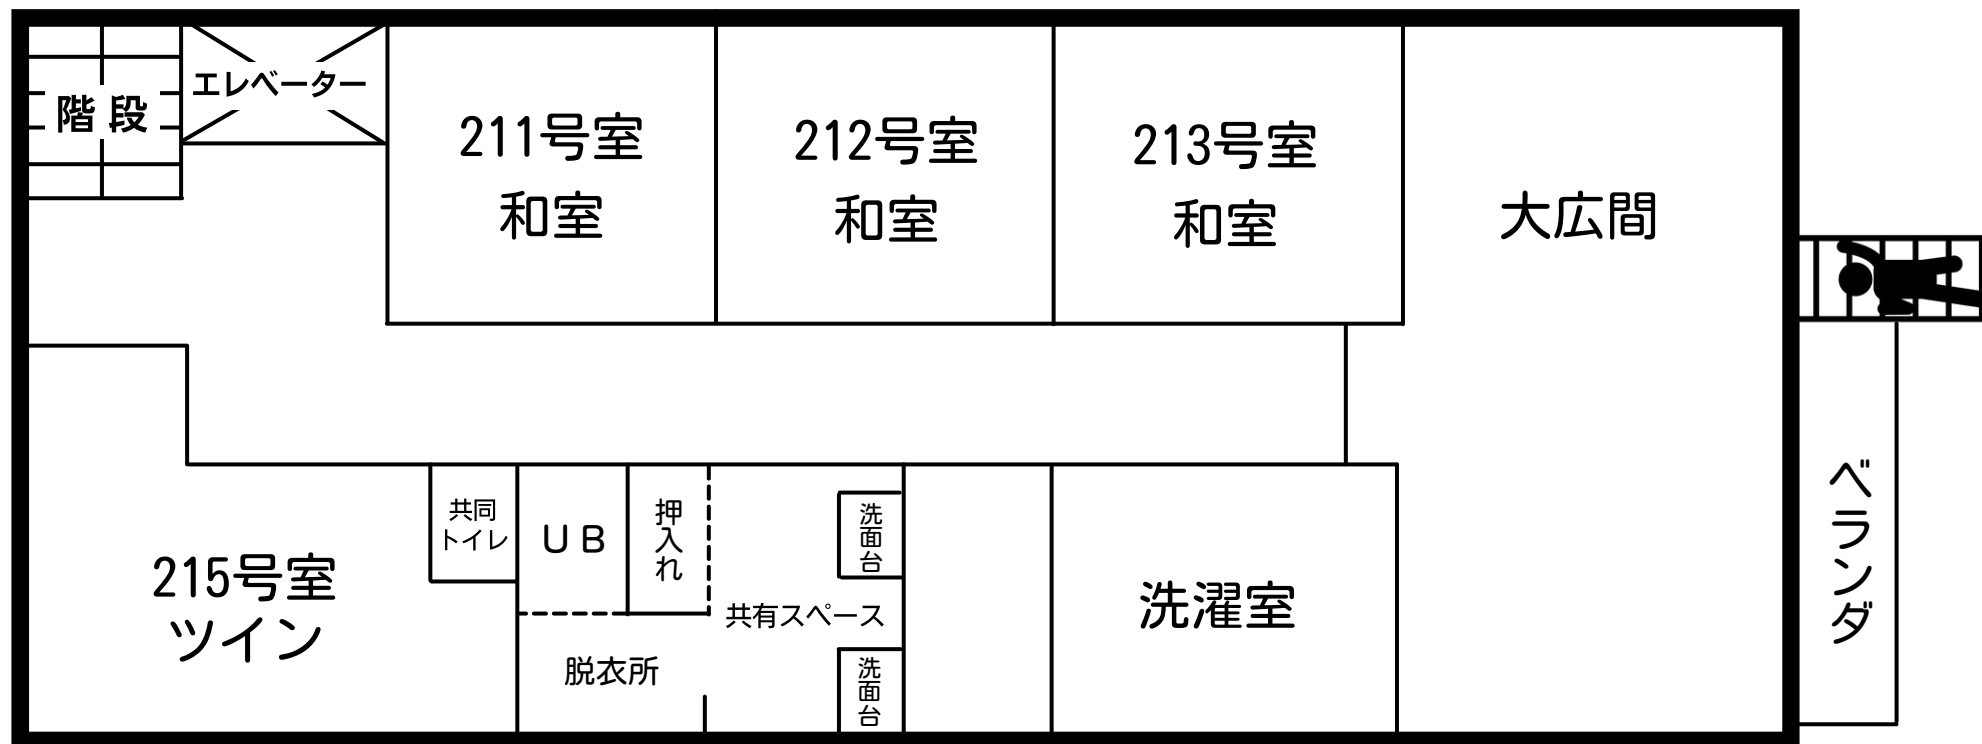 階段
エレベーター
211号室
和室
212号室
和室
213号室
和室
大広間
215号室
ツイン
共同
トイレ
UB
押入れ
洗面台
共有スペース
脱衣所
洗面台
洗濯室
ベランダ